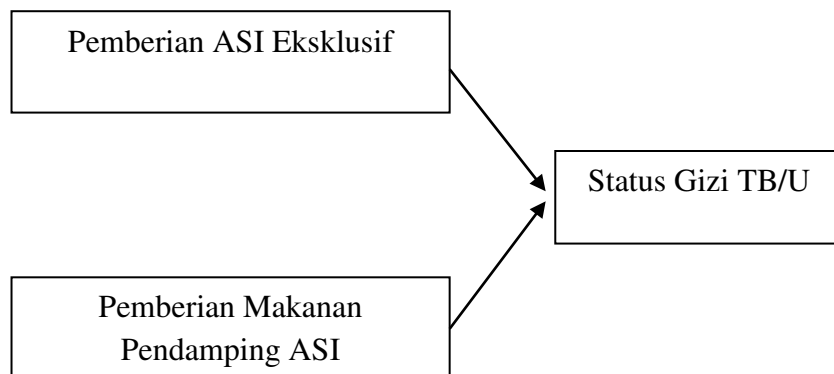 Pemberian ASI Eksklusif
Status Gizi TB/U
Pemberian Makanan
Pendamping ASI